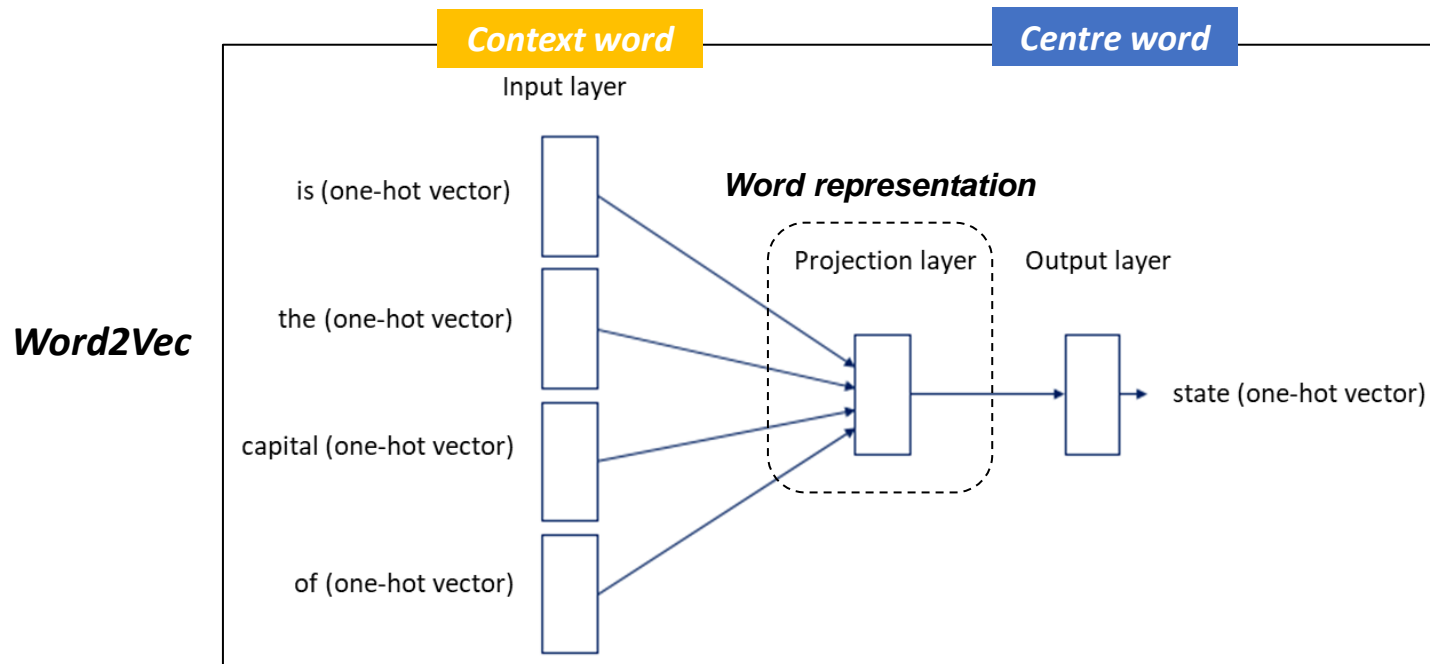 Context word
Centre word
Input layer
is (one-hot vector)
Word representation
Projection layer
Output layer
the (one-hot vector)
Word2Vec
state (one-hot vector)
capital (one-hot vector)
of (one-hot vector)